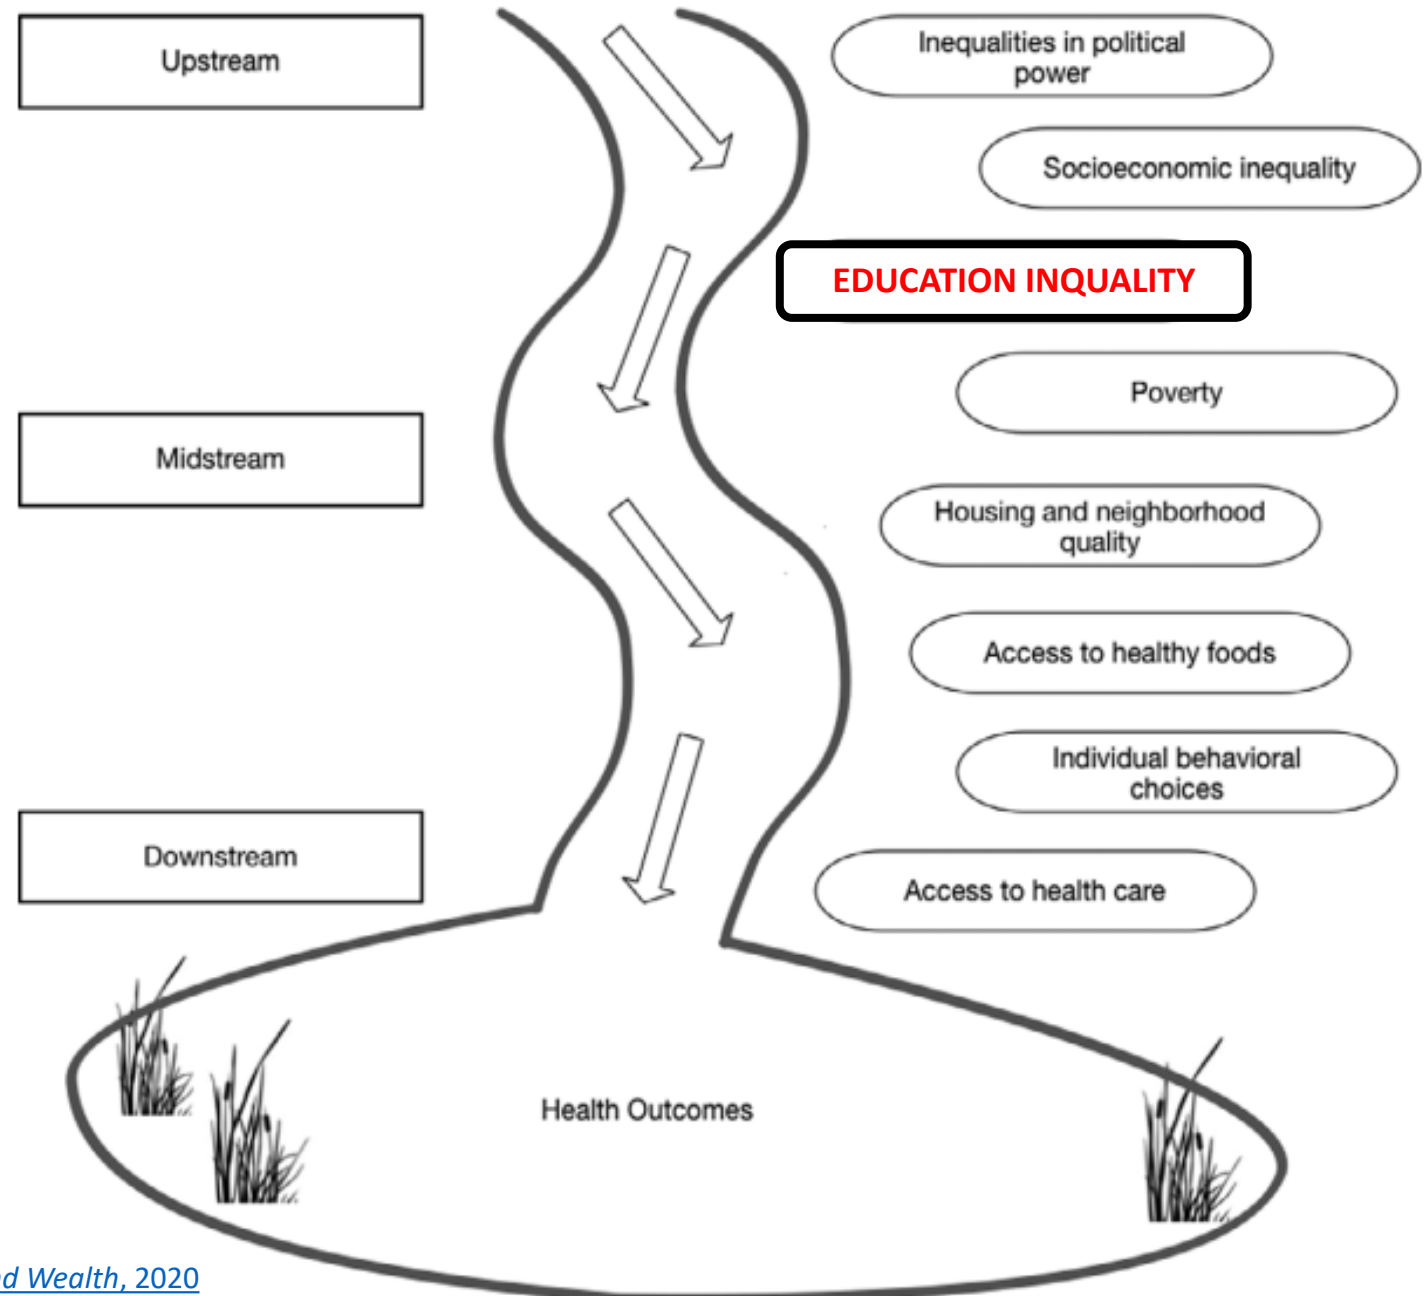 Upstream
Inequalities in political
power
Socioeconomic inequality
EDUCATION INQUALITY
Poverty
Midstream
Housing and neighborhood
quality
Access to healthy foods
Individual behavioral
choices
Downstream
Access to health care
Health Outcomes
Wealth, 2020